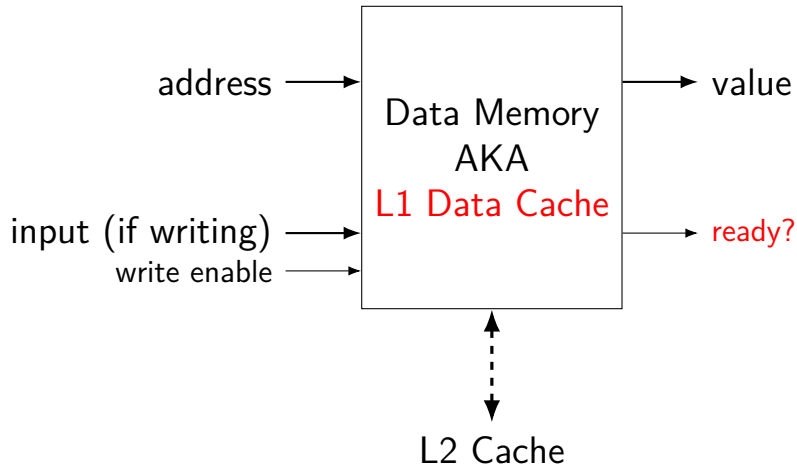 address
value
Data Memory
AKA
L1 Data Cache
input (if writing)
ready?
write enable
L2 Cache